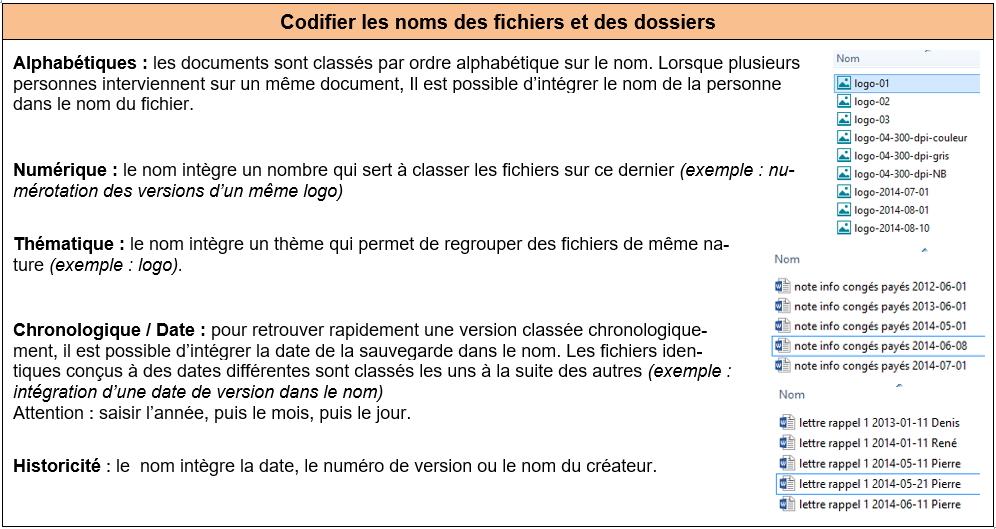 Codifier les noms des fichiers et des dossiers
Alphabétiques : les documents sont classés par ordre alphabétique sur le nom. Lorsque plusieurs
personnes interviennent sur un même document, Il est possible d'intégrer le nom de la personne
dans le nom du fichier.
Numérique : le nom intègre un nombre qui sert à classer les fichiers sur ce dernier (exemple : nu-
mérotation des versions d'un même logo)
Thématique : le nom intègre un thème qui permet de regrouper des fichiers de même na-
ture (exemple : logo).
Chronologique / Date : pour retrouver rapidement une version classée chronologique-
ment, il est possible d'intégrer la date de la sauvegarde dans le nom. Les fichiers iden-
tiques conçus à des dates différentes sont classés les uns à la suite des autres (exemple :
intégration d'une date de version dans le nom)
Attention : saisir l'année, puis le mois, puis le jour.
Historicité : le  nom intègre la date, le numéro de version ou le nom du créateur.
Nom
logo-01
logo-02
logo-03
logo-04-300-dpi-couleur
logo-04-300-dpi-gris
logo-04-300-dpi-NB
logo-2014-07-01
logo-2014-08-01
logo-2014-08-10
Nom
note info congés payés 2012-06-01
note info congés payés 2013-06-01
note info congés payés 2014-05-01
note info congés payés 2014-06-08
note info congés payés 2014-07-01
Nom
lettre rappel 1 2013-01-11 Denis
lettre rappel 1 2014-01-11 René
lettre rappel 1 2014-05-11 Pierre
lettre rappel 1 2014-05-21 Pierre
lettre rappel 1 2014-06-11 Pierre